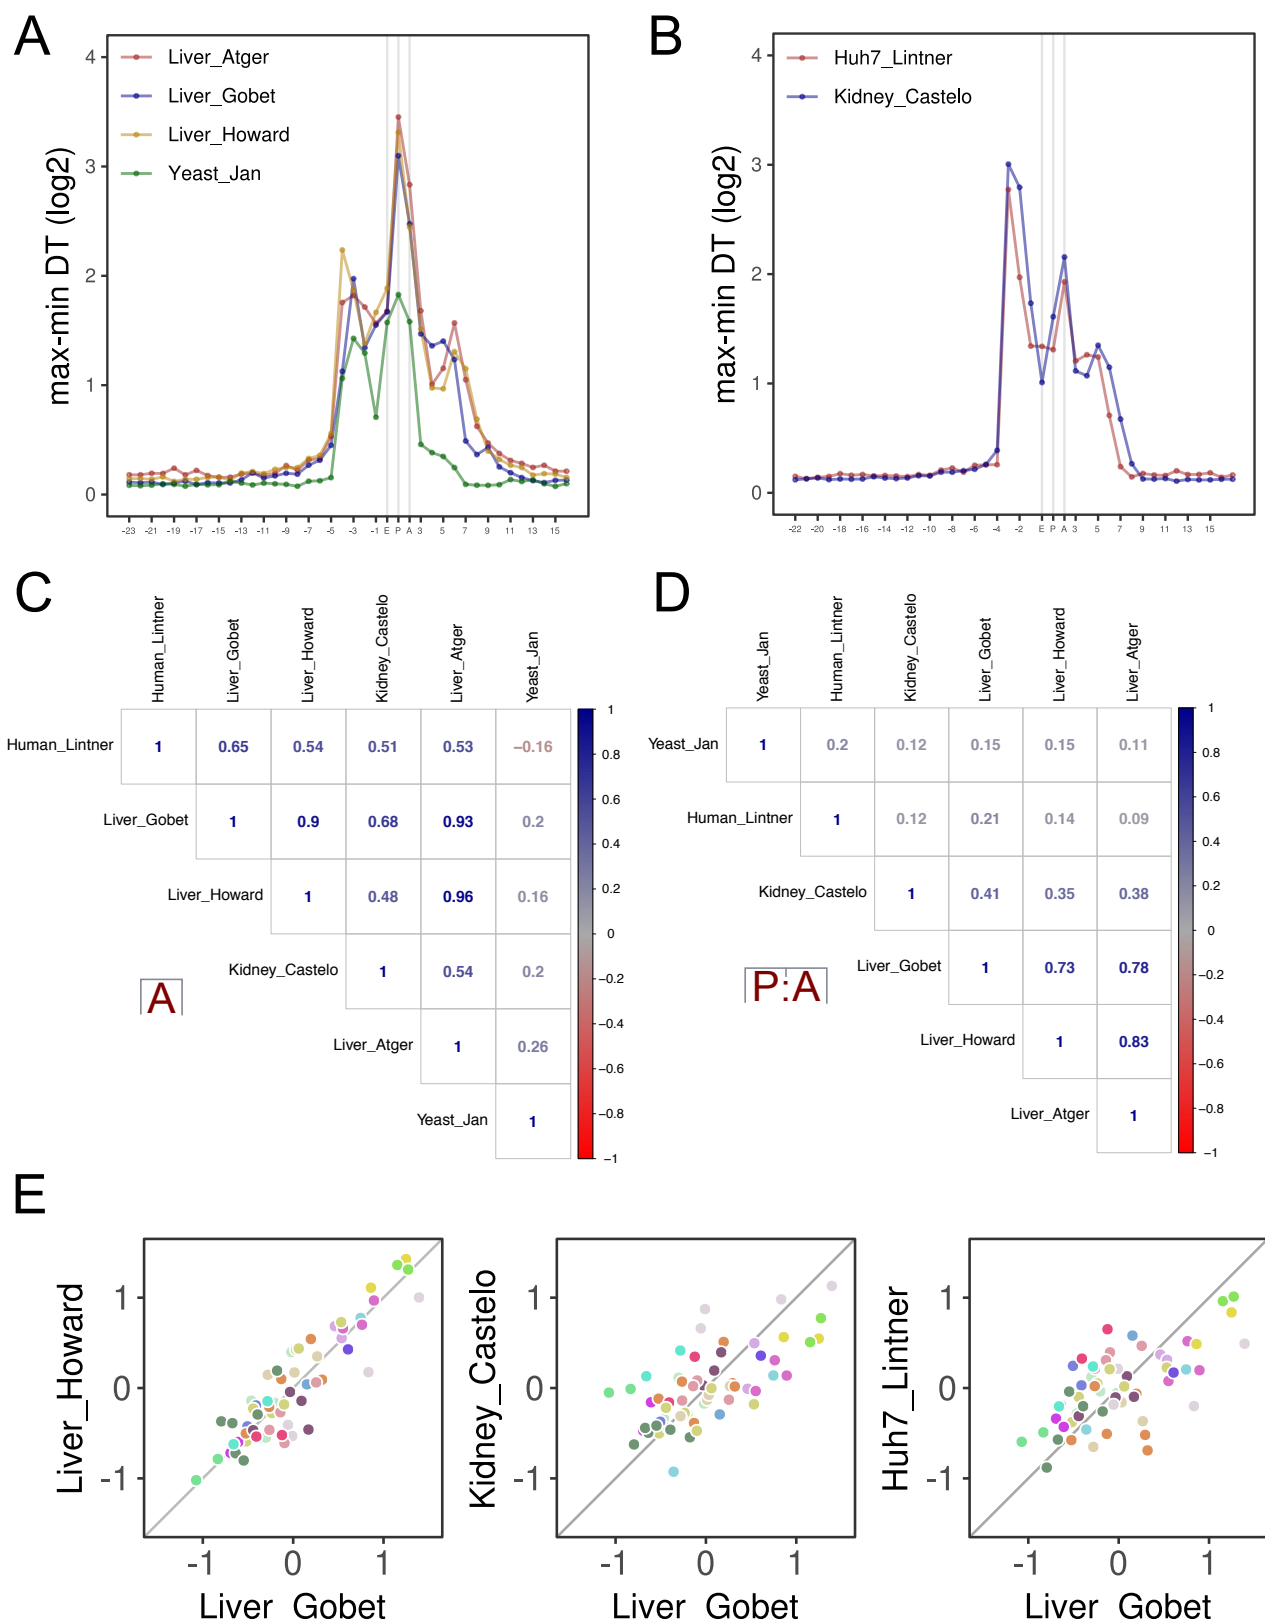 A
B
Liver_Atger
Liver_Gobet
Liver_Howard
Yeast_Jan
max-min DT (log2)
4
3
2
1
0
-23 -21 -19 -17 -15 -13 -11 -9 -7 -5 -3 -1 E P A 3 5 7 9 11 13 15
Huh7_Lintner
Kidney_Castelo
max-min DT (log2)
4
3
2
1
0
-22 -20 -18 -16 -14 -12 -10 -8 -6 -4 -2 E P A 3 5 7 9 11 13 15
C
Human_Lintner Liver_Gobet Liver_Howard Kidney_Castelo Liver_Atger Yeast_Jan
Human_Lintner 1 0.65 0.54 0.51 0.53 −0.16
Liver_Gobet 1 0.9 0.68 0.93 0.2
Liver_Howard 1 0.48 0.96 0.16
Kidney_Castelo 1 0.54 0.2
Liver_Atger 1 0.26
Yeast_Jan 1
A
1
0.8
0.6
0.4
0.2
0
−0.2
−0.4
−0.6
−0.8
−1
D
Yeast_Jan Human_Lintner Kidney_Castelo Liver_Gobet Liver_Howard Liver_Atger
Yeast_Jan 1 0.2 0.12 0.15 0.15 0.11
Human_Lintner 1 0.12 0.21 0.14 0.09
Kidney_Castelo 1 0.41 0.35 0.38
Liver_Gobet 1 0.73 0.78
Liver_Howard 1 0.83
Liver_Atger 1
P:A
1
0.8
0.6
0.4
0.2
0
−0.2
−0.4
−0.6
−0.8
−1
E
Liver_Howard
1
0
-1
-1 0 1
Liver Gobet
Kidney_Castelo
1
0
-1
-1 0 1
Liver Gobet
Huh7_Lintner
1
0
-1
-1 0 1
Liver Gobet